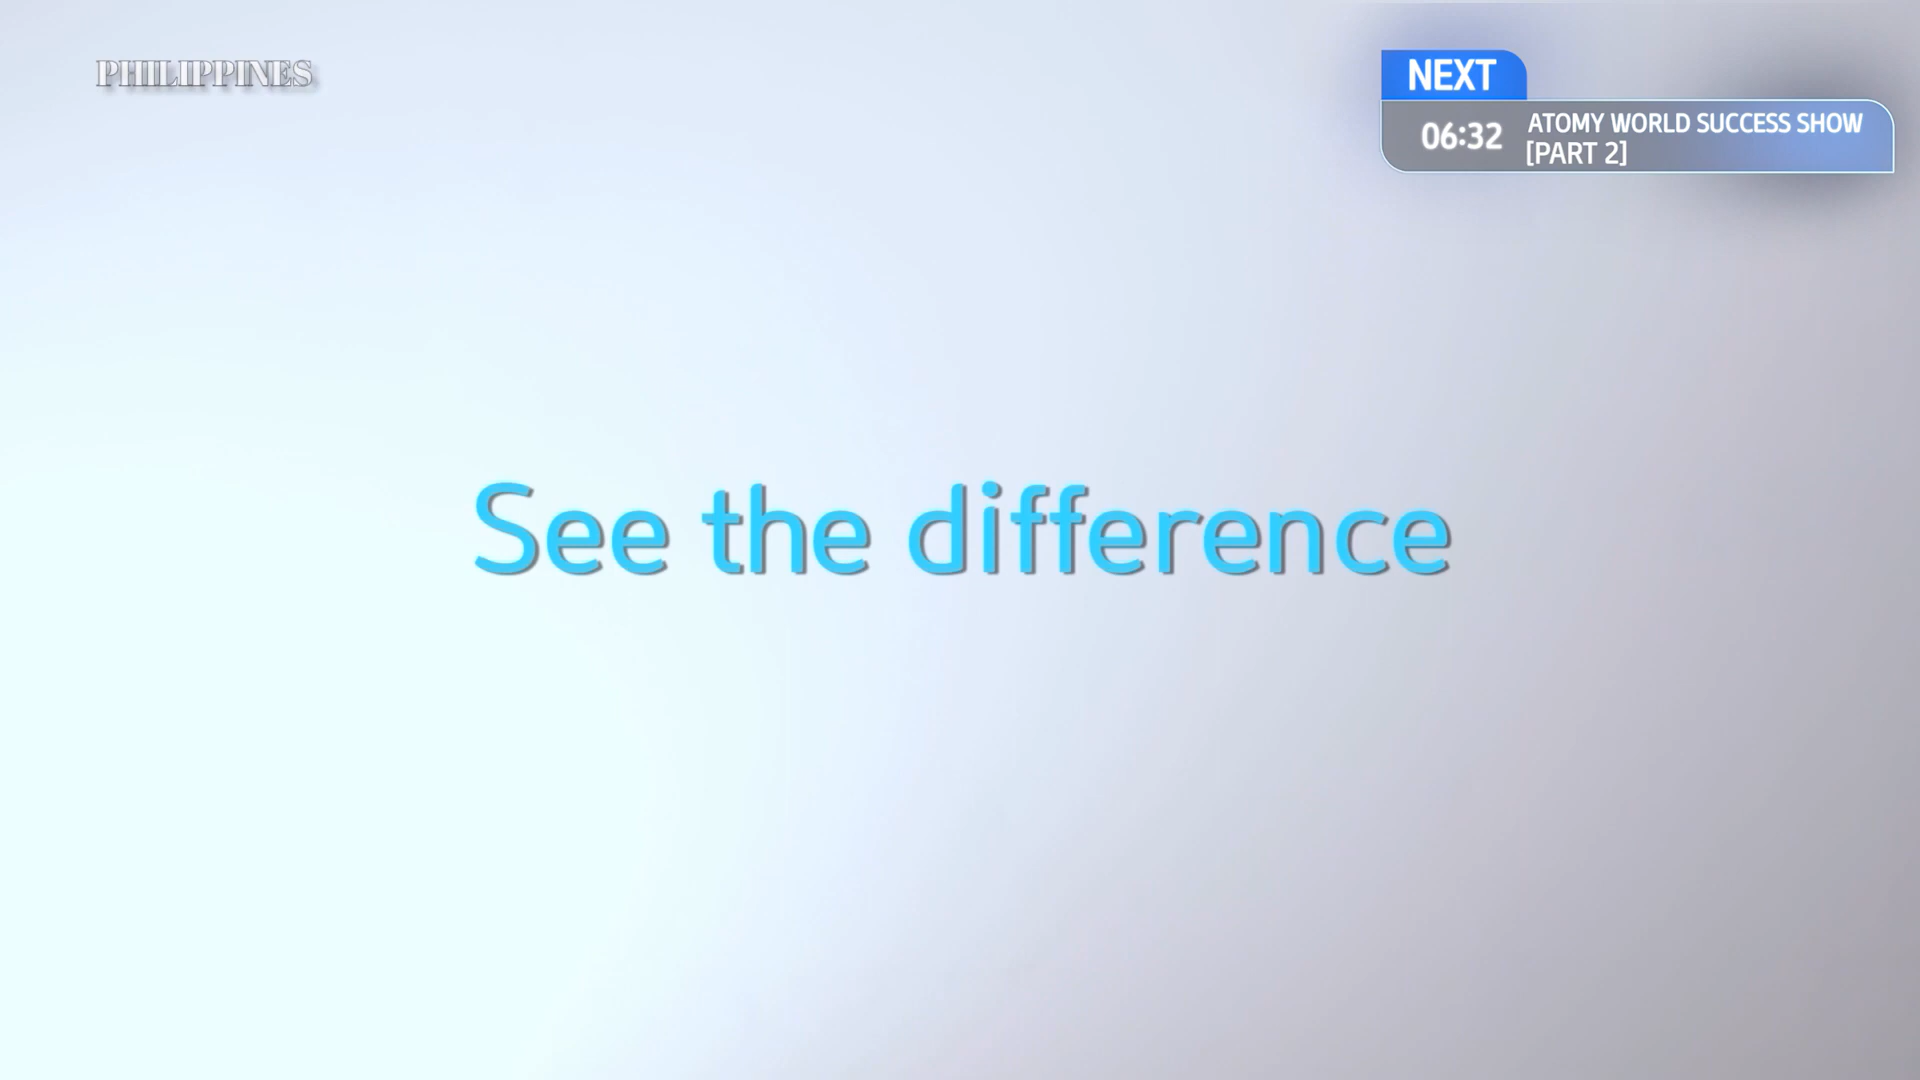 PHILIPPINES
NEXT
06:32 ATOMY WORLD SUCCESS SHOW
[PART 2]
See the difference